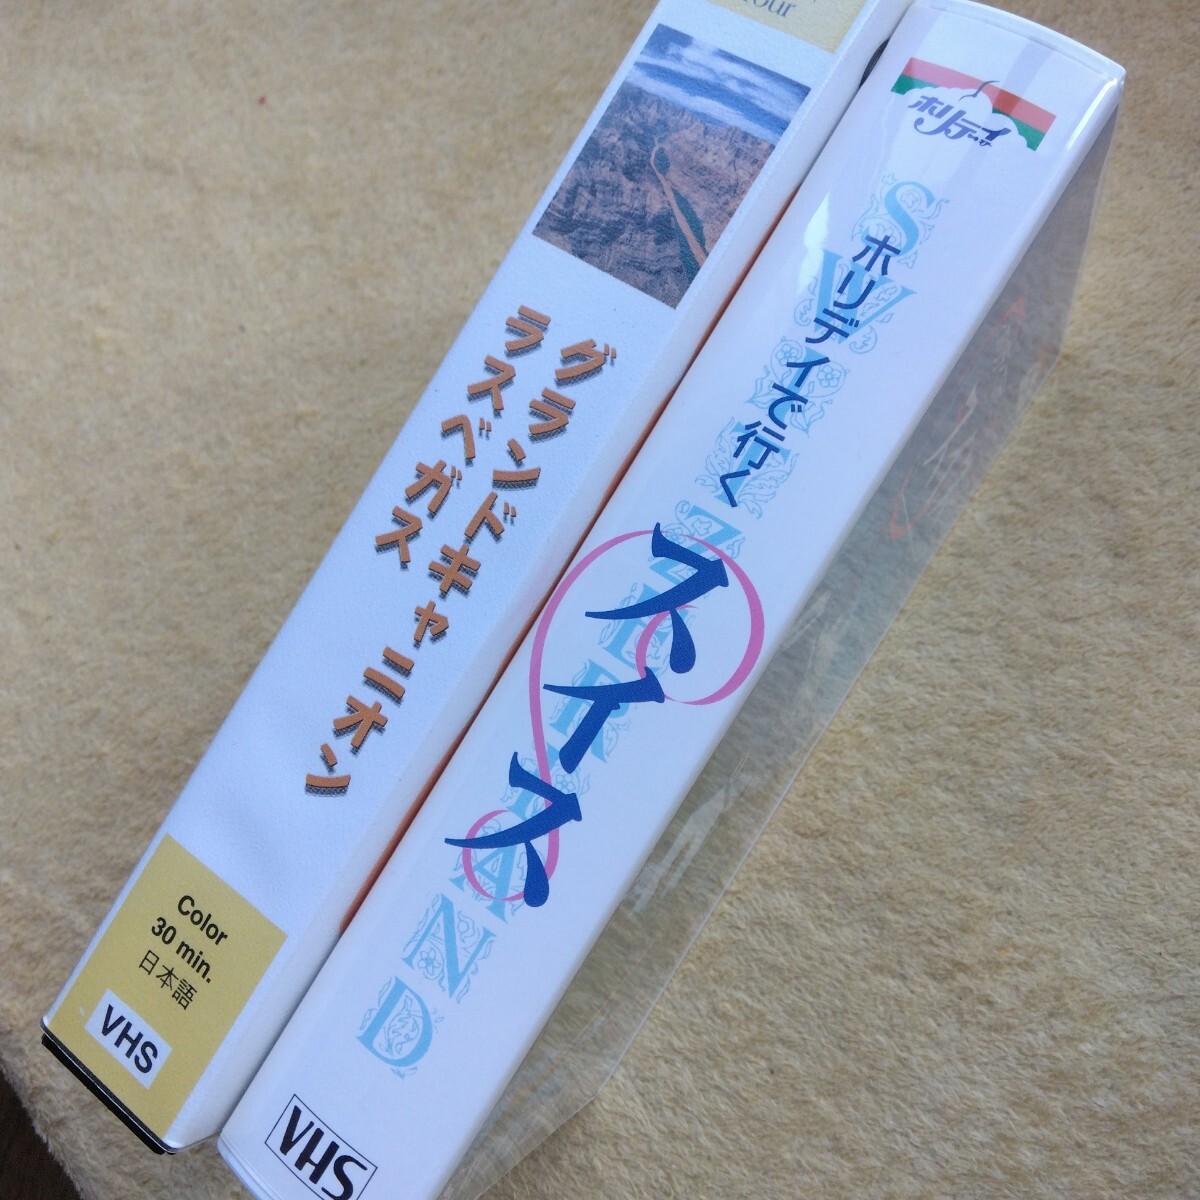 Tour
グランドキャニオン
ラスベガス
Color
30 min.
日本語
VHS
ホリデイ
SWITZERLAND
ホリデイで行く
スイス
VHS